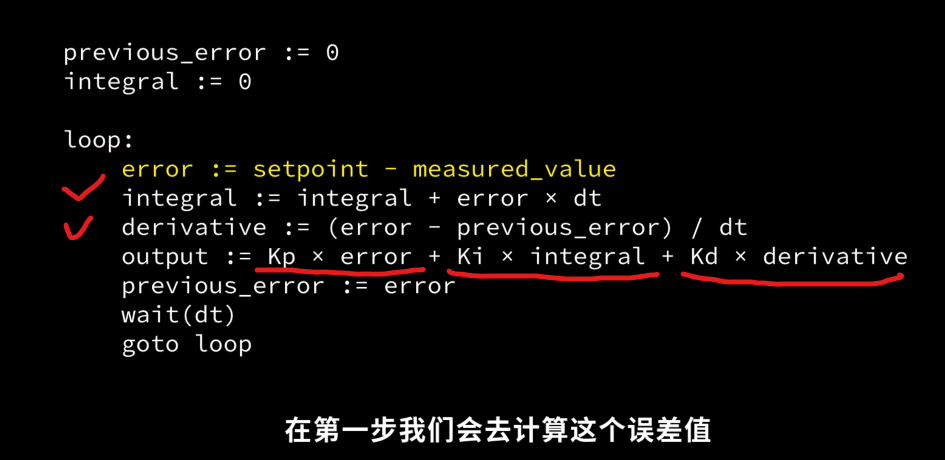 previous_error := 0
integral := 0
loop:
error := setpoint - measured_value
integral := integral + error × dt
derivative := (error - previous_error) / dt
output := Kp × error + Ki × integral + Kd × derivative
previous_error := error
wait(dt)
goto loop
在第一步我们会去计算这个误差值